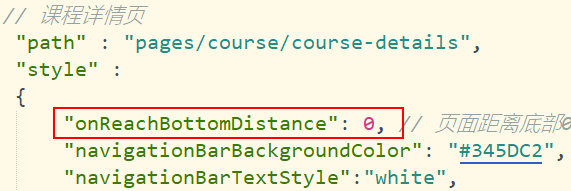 // 课程详情页
"path" : "pages/course/course-details",
"style" :
{
"onReachBottomDistance": 0, // 页面距离底部0
"navigationBarBackgroundColor": "#345DC2",
"navigationBarTextStyle":"white",